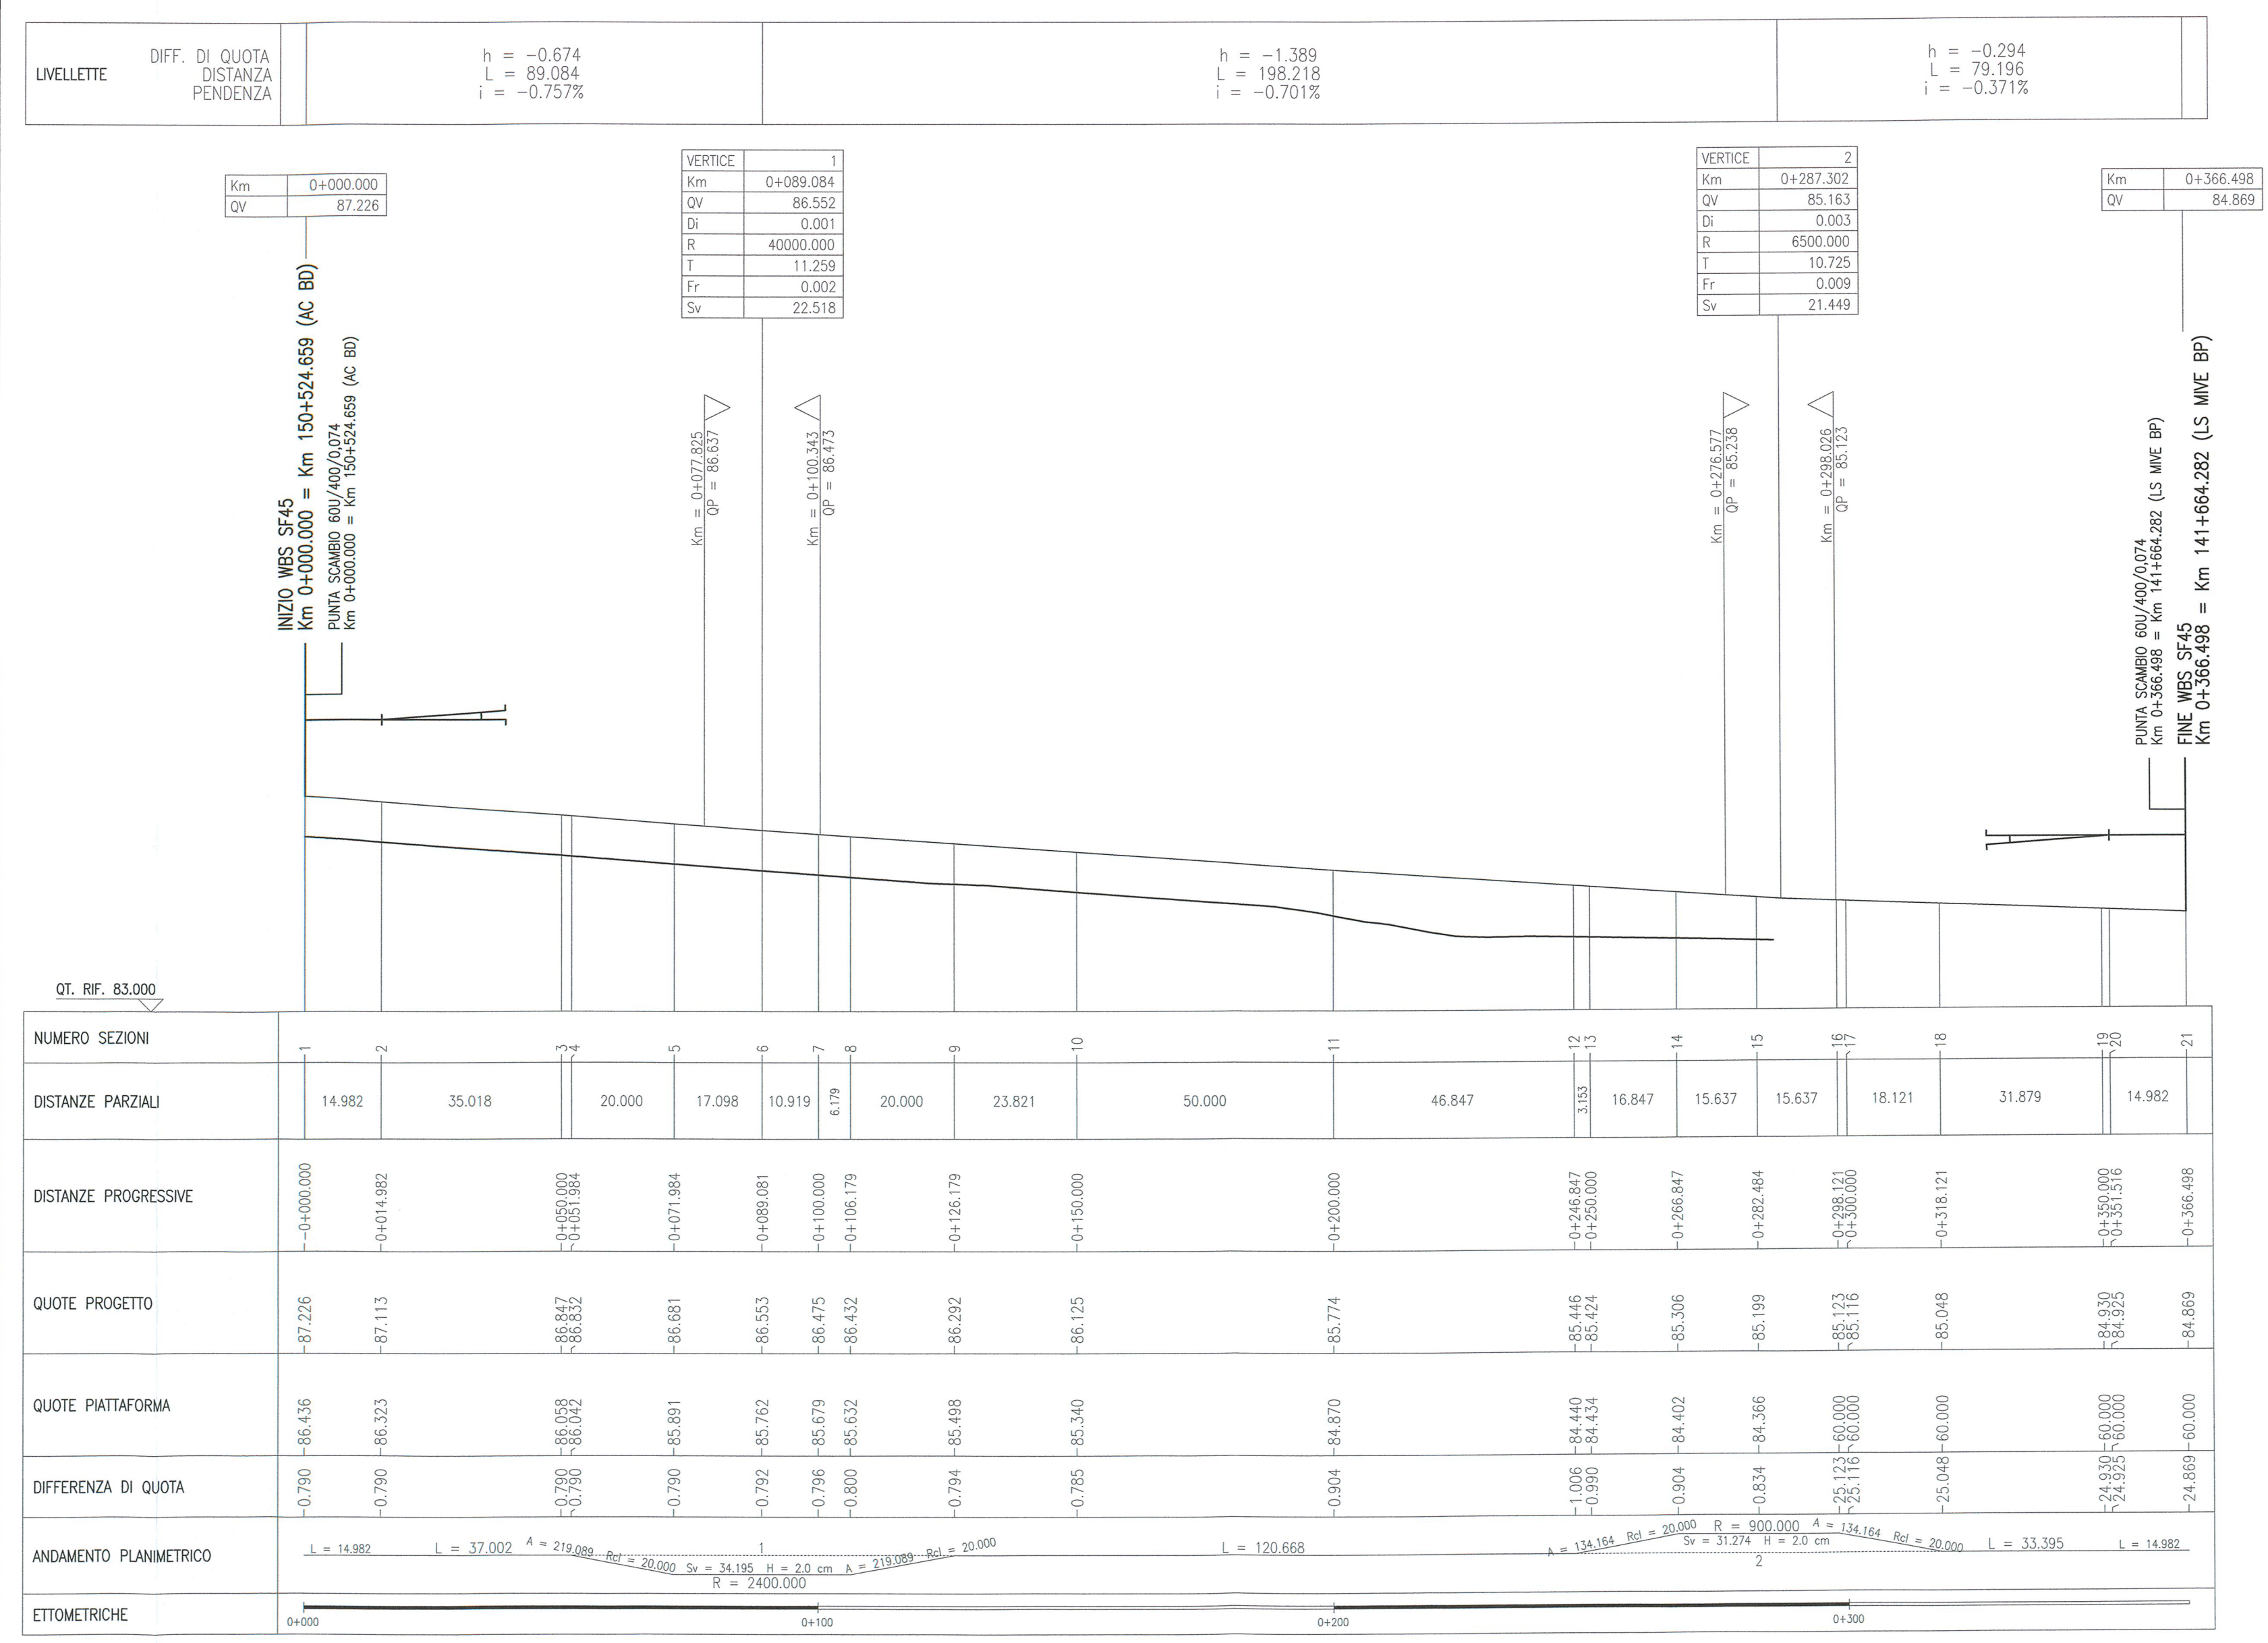 LIVELLETTE
DIFF. DI QUOTA
DISTANZA
PENDENZA
h = -0.674
L = 89.084
i = -0.757%
h = -1.389
L = 198.218
i = -0.701%
h = -0.294
L = 79.196
i = -0.371%
Km 0+000.000
QV 87.226
VERTICE 1
Km 0+089.084
QV 86.552
Di 0.001
R 40000.000
T 11.259
Fr 0.002
Sv 22.518
VERTICE 2
Km 0+287.302
QV 85.163
Di 0.003
R 6500.000
T 10.725
Fr 0.009
Sv 21.449
Km 0+366.498
QV 84.869
INIZIO WBS SF45
Km 0+000.000 = Km 150+524.659 (AC BD)
PUNTA SCAMBIO 60U/400/0,074
Km 0+000.000 = Km 150+524.659 (AC BD)
Km = 0+077.825
QP = 86.637
Km = 0+100.343
QP = 86.473
Km = 0+276.577
QP = 85.238
Km = 0+298.026
QP = 85.123
PUNTA SCAMBIO 60U/400/0,074
Km 0+366.498 = Km 141+664.282 (LS MIVE BP)
FINE WBS SF45
Km 0+366.498 = Km 141+664.282 (LS MIVE BP)
QT. RIF. 83.000
NUMERO SEZIONI 1 2 3 4 5 6 7 8 9 10 11 12 13 14 15 16 17 18 19 20 21
DISTANZE PARZIALI 14.982 35.018 20.000 17.098 10.919 6.179 20.000 23.821 50.000 46.847 3.153 16.847 15.637 15.637 18.121 31.879 14.982
DISTANZE PROGRESSIVE -0+000.000 0+014.982 0+050.000 0+051.984 0+071.984 0+089.081 0+100.000 0+106.179 0+126.179 0+150.000 0+200.000 0+246.847 0+250.000 0+266.847 0+282.484 0+298.121 0+300.000 0+318.121 0+350.000 0+351.516 0+366.498
QUOTE PROGETTO 87.226 87.113 86.847 86.832 86.681 86.553 86.475 86.432 86.292 86.125 85.774 85.446 85.424 85.306 85.199 85.123 85.116 85.048 84.930 84.925 84.869
QUOTE PIATTAFORMA 86.436 86.323 86.058 86.042 85.891 85.762 85.679 85.632 85.498 85.340 84.870 84.440 84.434 84.402 84.366 60.000 60.000 60.000 60.000 60.000 60.000
DIFFERENZA DI QUOTA 0.790 0.790 0.790 0.790 0.790 0.792 0.796 0.800 0.794 0.785 0.904 1.006 0.990 0.904 0.834 25.123 25.116 25.048 24.930 24.925 24.869
ANDAMENTO PLANIMETRICO
L = 14.982
L = 37.002
A = 219.089
Rcl = 20.000
1
Sv = 34.195 H = 2.0 cm
R = 2400.000
A = 219.089
Rcl = 20.000
L = 120.668
A = 134.164
Rcl = 20.000
R = 900.000
Sv = 31.274 H = 2.0 cm
2
A = 134.164
Rcl = 20.000
L = 33.395
L = 14.982
ETTOMETRICHE
0+000
0+100
0+200
0+300